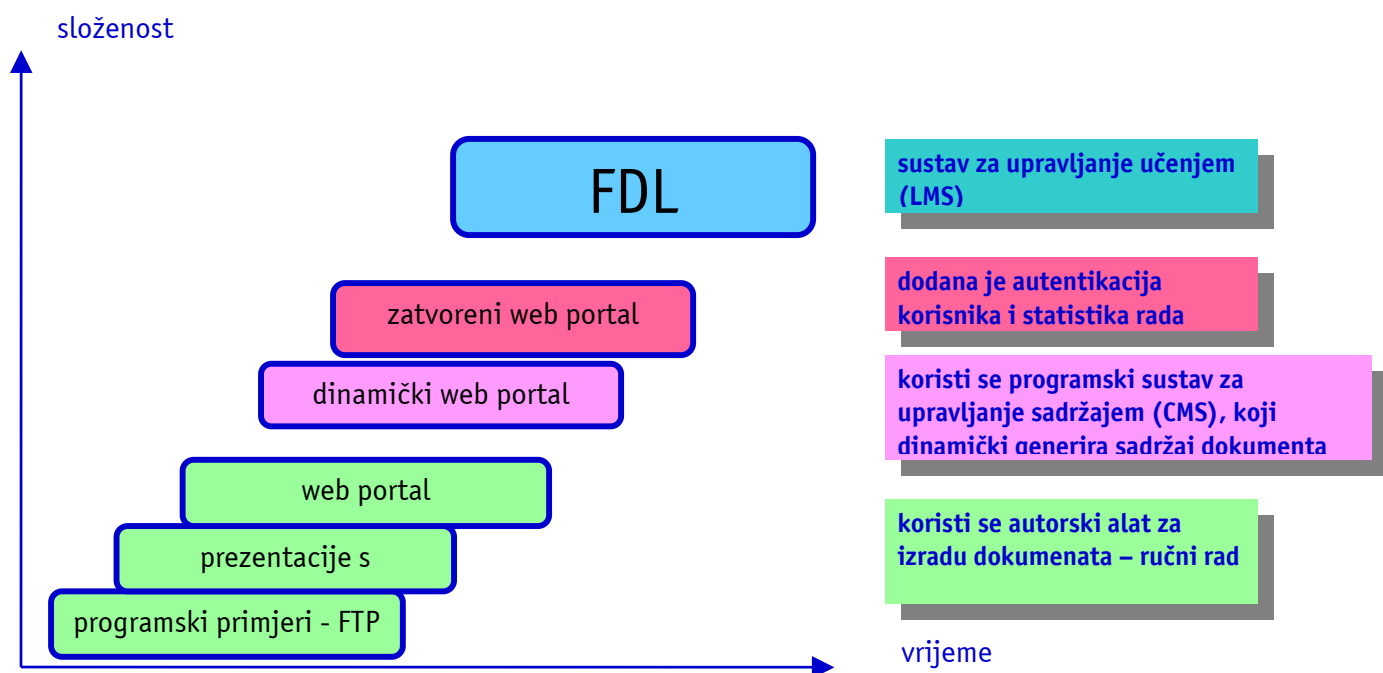 složenost
FDL
sustav za upravljanje učenjem
(LMS)
zatvoreni web portal
dodana je autentikacija
korisnika i statistika rada
dinamički web portal
koristi se programski sustav za
upravljanje sadržajem (CMS), koji
dinamički generira sadržaj dokumenta
web portal
koristi se autorski alat za
izradu dokumenata – ručni rad
prezentacije s
programski primjeri - FTP
vrijeme